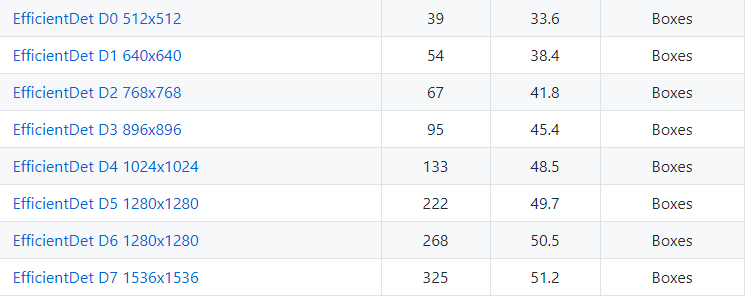 EfficientDet D0 512x512 39 33.6 Boxes
EfficientDet D1 640x640 54 38.4 Boxes
EfficientDet D2 768x768 67 41.8 Boxes
EfficientDet D3 896x896 95 45.4 Boxes
EfficientDet D4 1024x1024 133 48.5 Boxes
EfficientDet D5 1280x1280 222 49.7 Boxes
EfficientDet D6 1280x1280 268 50.5 Boxes
EfficientDet D7 1536x1536 325 51.2 Boxes